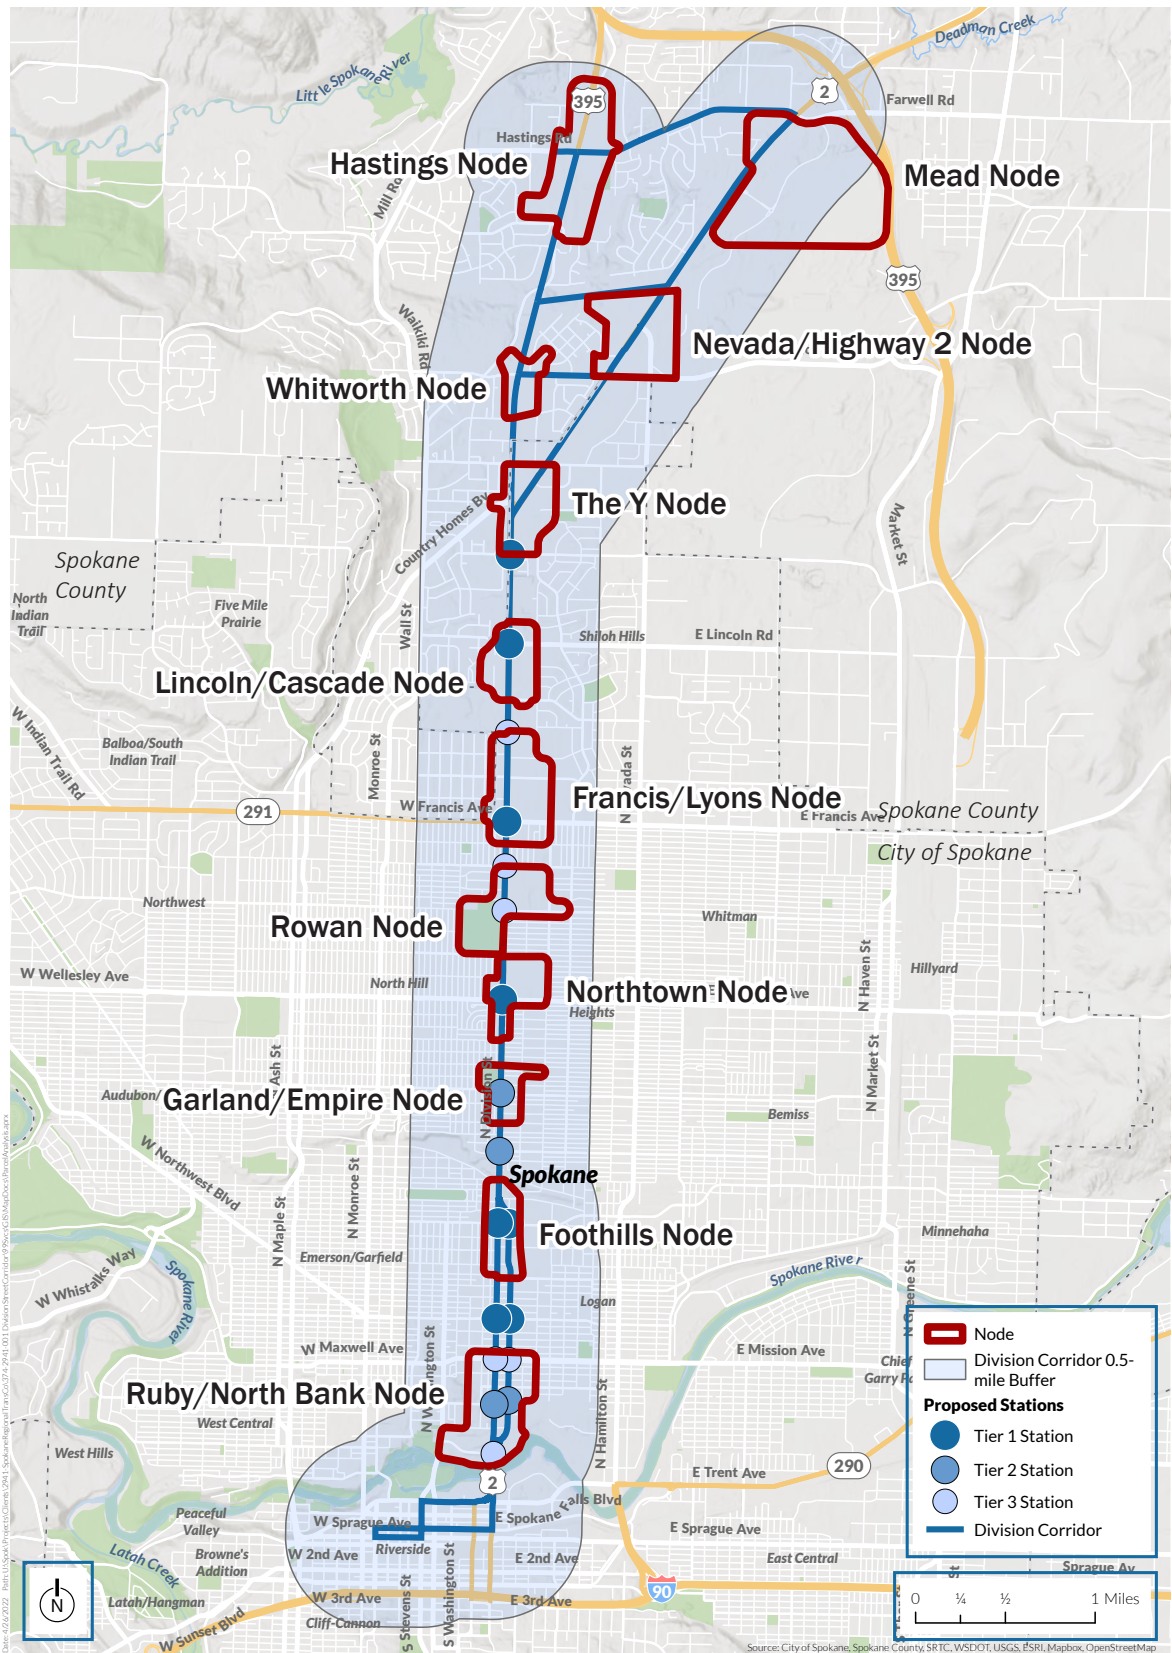 Deadman Creek
Little Spokane River
2
395
Farwell Rd
Hastings Rd
Hastings Node
Mead Node
Mill Rd
395
Waikiki Rd
Nevada/Highway 2 Node
Whitworth Node
The Y Node
Country Homes Bv
Market St
Spokane
County
North
Indian
Trail
Five Mile
Prairie
Wall St
Shiloh Hills
E Lincoln Rd
Lincoln/Cascade Node
W Indian Trail Rd
Balboa/South
Indian Trail
Monroe St
vada St
291
W Francis Ave
Francis/Lyons Node
E Francis Ave
Spokane County
City of Spokane
Northwest
Rowan Node
Whitman
W Wellesley Ave
North Hill
N Haven St
Hillyard
Northtown Node
Ave
Heights
Ash St
N Division St
N Market St
Audubon/
Garland/Empire Node
Bemiss
W Northwest Blvd
N Monroe St
Spokane
N Maple St
Foothills Node
Minnehaha
Emerson/Garfield
W Whistalks Way
Spokane River
Spokane River
N Greene St
Logan
W Maxwell Ave
E Mission Ave
Chief
Garry Pa
Ruby/North Bank Node
N W
ington St
West Central
N Hamilton St
West Hills
E Trent Ave
290
2
Peaceful
Valley
W Sprague Ave
E Spokane Falls Blvd
E Sprague Ave
Riverside
Latah Creek
Browne's
Addition
W 2nd Ave
E 2nd Ave
East Central
Sprague Av
Latah/Hangman
W 3rd Ave
E 3rd Ave
90
W Sunset Blvd
Cliff-Cannon
S Stevens St
S Washington St
Node
Division Corridor 0.5-
mile Buffer
Proposed Stations
Tier 1 Station
Tier 2 Station
Tier 3 Station
Division Corridor
N
0 ¼ ½ 1 Miles
Source: City of Spokane, Spokane County, SRTC, WSDOT, USGS, ESRI, Mapbox, OpenStreetMap